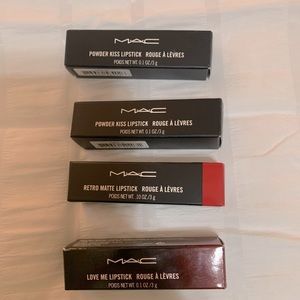 MAC
POWDER KISS LIPSTICK ROUGE À LÈVRES
POIDS NET WT. 0.1 OZ/3 g
MAC
POWDER KISS LIPSTICK ROUGE À LÈVRES
POIDS NET WT. 0.1 OZ/3 g
MAC
RETRO MATTE LIPSTICK ROUGE À LÈVRES
POIDS NET WT. .10 OZ/3 g
MAC
LOVE ME LIPSTICK ROUGE À LÈVRES
POIDS NET WT. 0.1 OZ/3 g